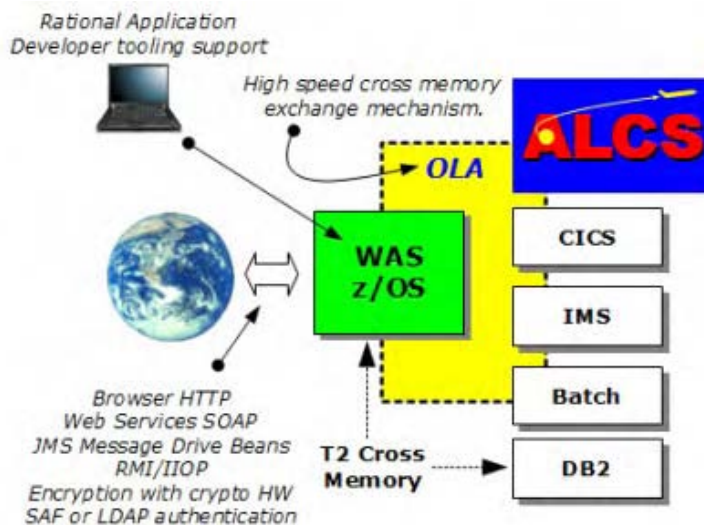 Rational Application
Developer tooling support
High speed cross memory
exchange mechanism.
ALCS
OLA
CICS
WAS
z/OS
IMS
Batch
Browser HTTP
Web Services SOAP
JMS Message Drive Beans
RMI/IIOP
Encryption with crypto HW
SAF or LDAP authentication
T2 Cross
Memory
DB2